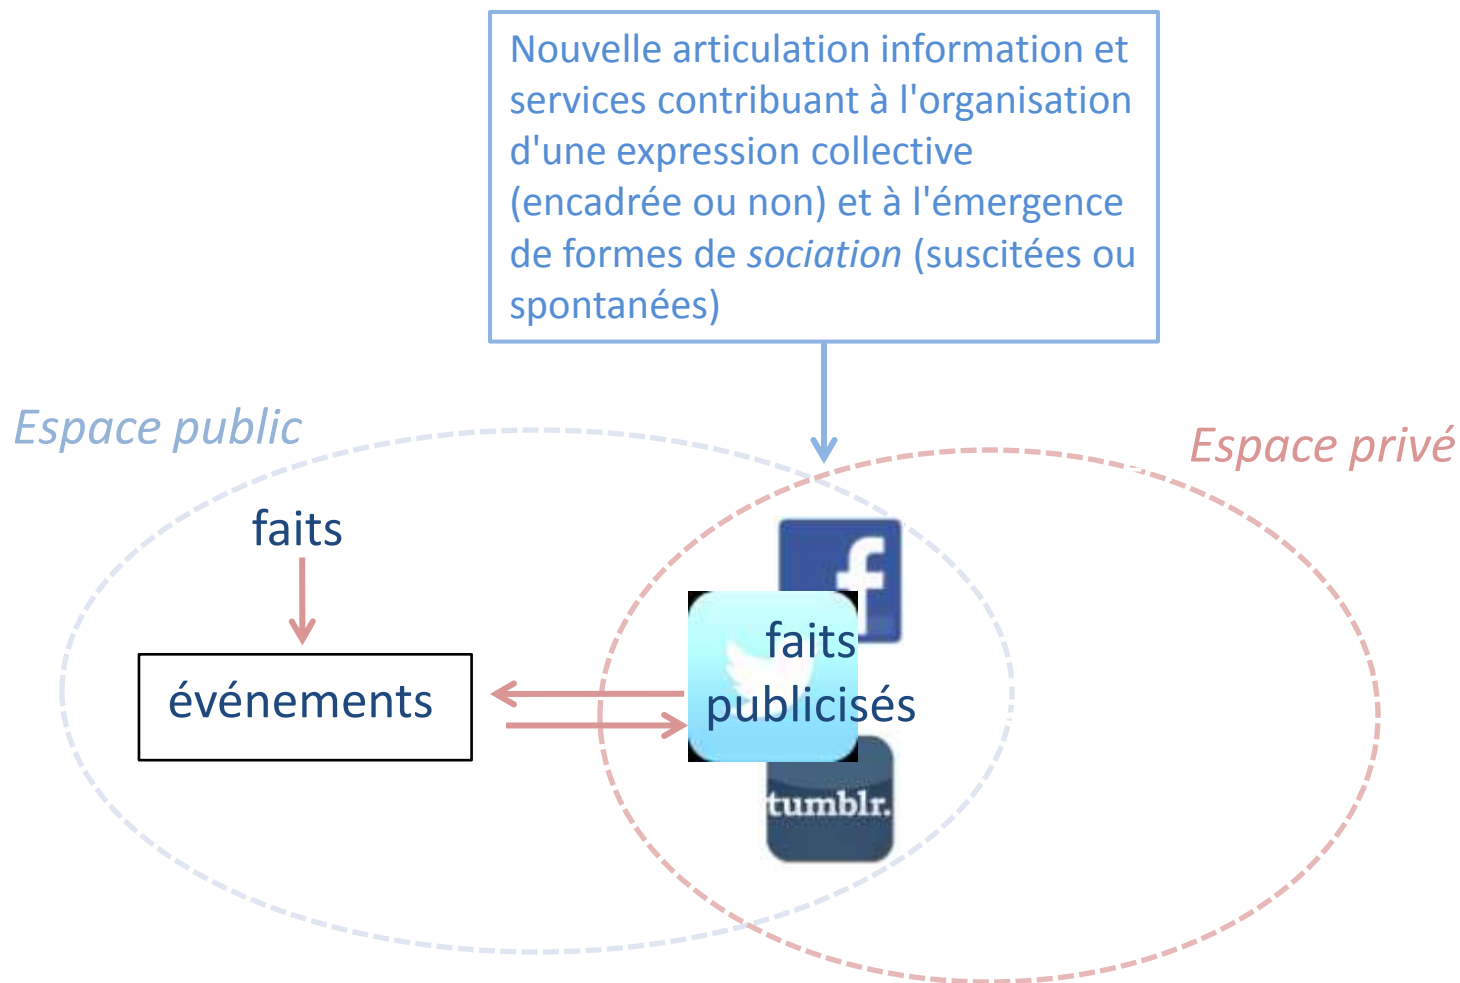 Nouvelle articulation information et
services contribuant à l'organisation
d'une expression collective
(encadrée ou non) et à l'émergence
de formes de sociation (suscitées ou
spontanées)
Espace public
Espace privé
faits
f
faits
publicisés
événements
tumblr.